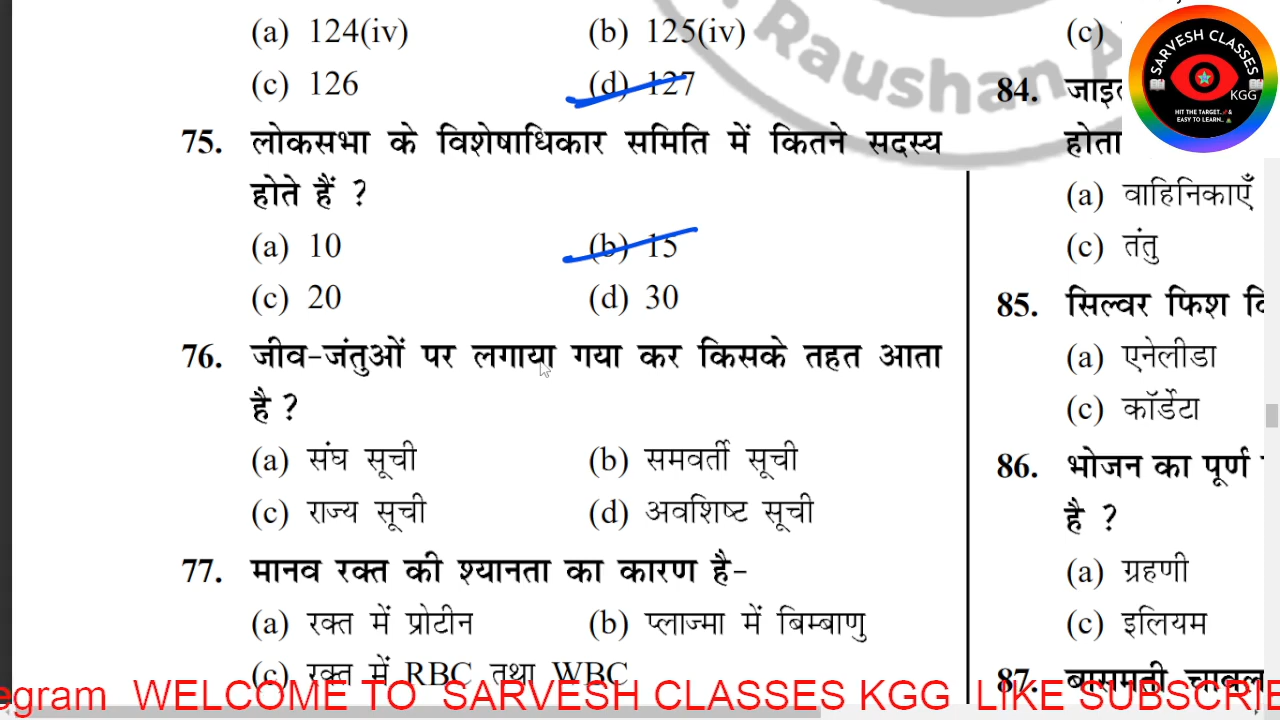 (a) 124(iv) (b) 125(iv)
(c) 126 (d) 127
75. लोकसभा के विशेषाधिकार समिति में कितने सदस्य
होते हैं ?
(a) 10 (b) 15
(c) 20 (d) 30
76. जीव-जंतुओं पर लगाया गया कर किसके तहत आता
है ?
(a) संघ सूची (b) समवर्ती सूची
(c) राज्य सूची (d) अवशिष्ट सूची
77. मानव रक्त की श्यानता का कारण है-
(a) रक्त में प्रोटीन (b) प्लाज्मा में बिम्बाणु
(c) रक्त में RBC तथा WBC
Raushan
(c)
84.
होता
(a) वाहिनिकाएँ
(c) तंतु
85. सिल्वर फिश
(a) एनेलीडा
(c) कॉर्डेटा
86. भोजन का पूर्ण
है ?
(a) ग्रहणी
(c) इलियम
87. बासमती चावल
SARVESH CLASSES
KGG
HIT THE TARGET..&
EASY TO LEARN..
egram WELCOME TO SARVESH CLASSES KGG LIKE SUBSCRI